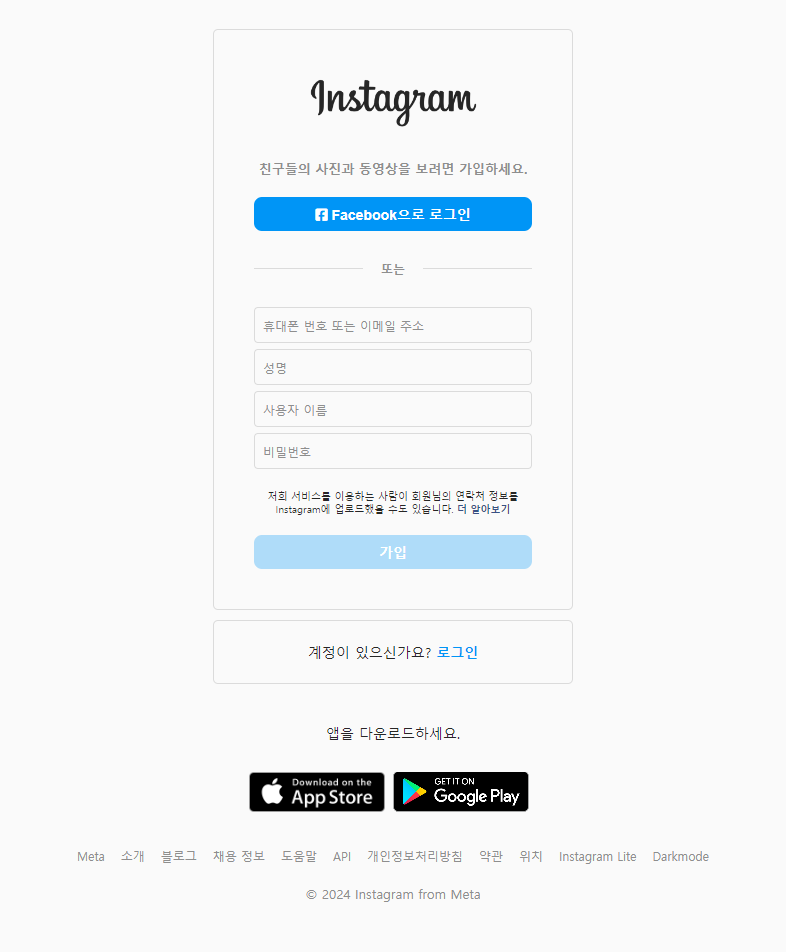 Instagram
친구들의 사진과 동영상을 보려면 가입하세요.
Facebook으로 로그인
또는
휴대폰 번호 또는 이메일 주소
성명
사용자 이름
비밀번호
저희 서비스를 이용하는 사람이 회원님의 연락처 정보를
Instagram에 업로드했을 수도 있습니다. 더 알아보기
가입
계정이 있으신가요? 로그인
앱을 다운로드하세요.
Download on the
App Store
GET IT ON
Google Play
Meta 소개 블로그 채용 정보 도움말 API 개인정보처리방침 약관 위치 Instagram Lite Darkmode
© 2024 Instagram from Meta